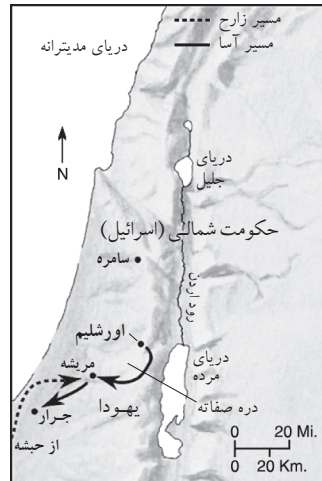 مسیر زارح
مسیر آسا
دریای مدیترانه
N
دریای
جلیل
حکومت شمالی (اسرائیل)
سامره
رود اردن
اورشلیم
دریای
مرده
مریشه
یهودا
دره صفاته
جرار
از حبشه
0 20 Mi.
0 20 Km.